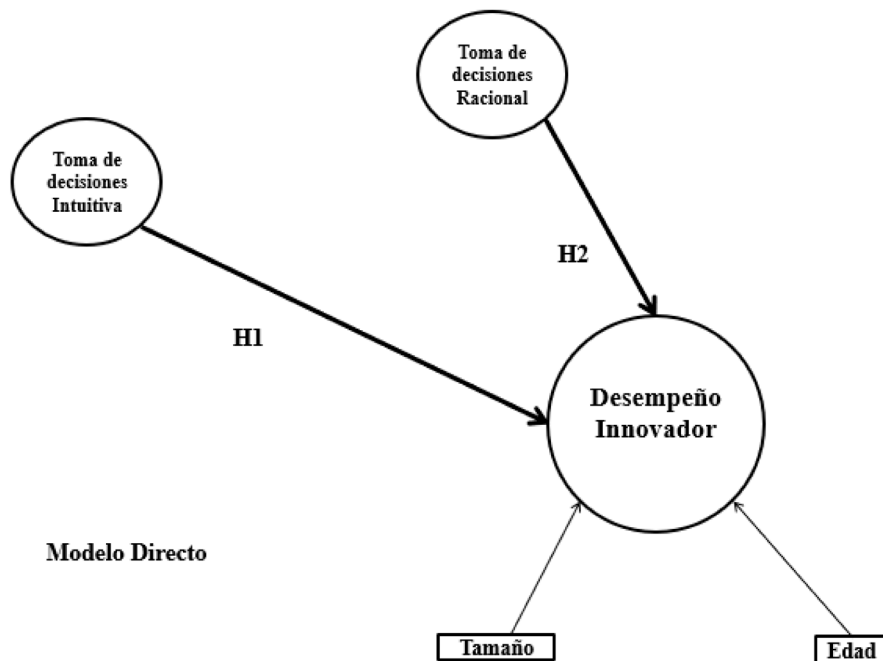 Toma de
decisiones
Racional
Toma de
decisiones
Intuitiva
H2
H1
Desempeño
Innovador
Modelo Directo
Tamaño
Edad